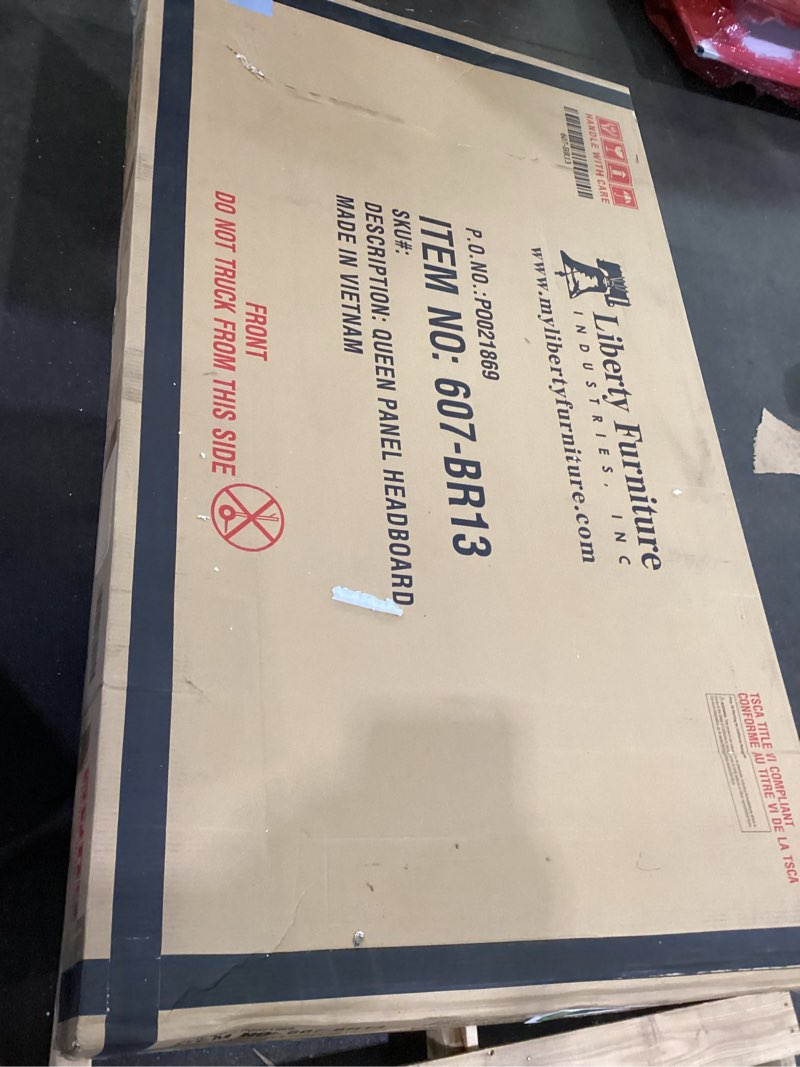 HANDLE WITH CARE
607-BR13
Liberty Furniture
INDUSTRIES, INC
www.mylibertyfurniture.com
P.O.NO.:PO021869
ITEM NO: 607-BR13
SKU#:
DESCRIPTION: QUEEN PANEL HEADBOARD
MADE IN VIETNAM
FRONT
DO NOT TRUCK FROM THIS SIDE
TSCA TITLE VI COMPLIANT
CONFORME AU TITRE VI DE LA TSCA